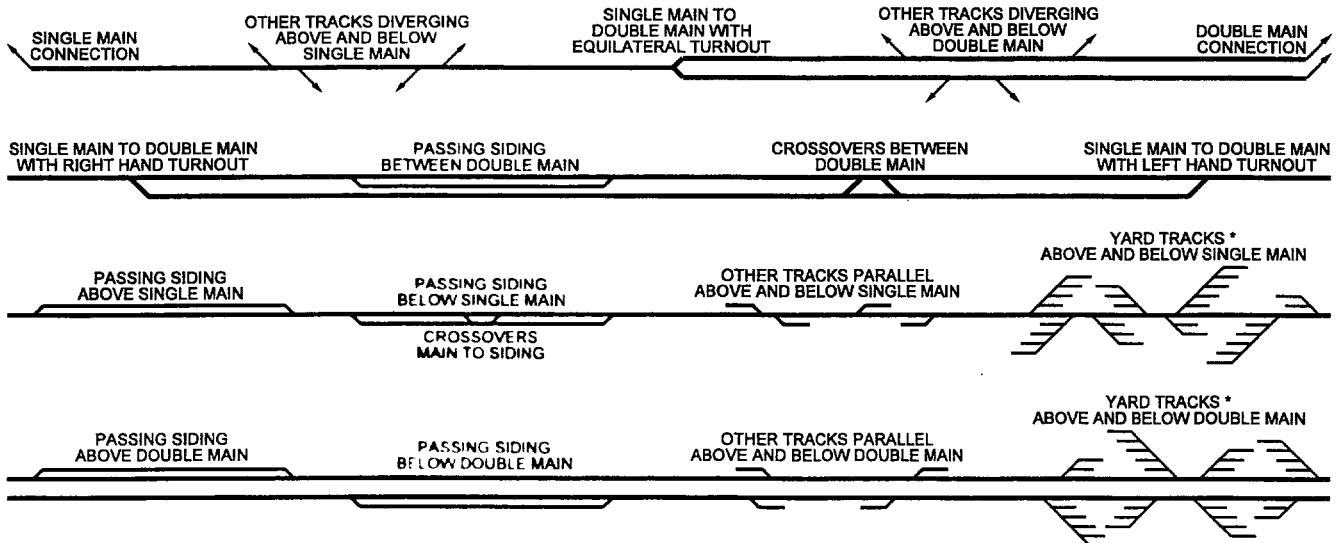 SINGLE MAIN
CONNECTION
OTHER TRACKS DIVERGING
ABOVE AND BELOW
SINGLE MAIN
SINGLE MAIN TO
DOUBLE MAIN WITH
EQUILATERAL TURNOUT
OTHER TRACKS DIVERGING
ABOVE AND BELOW
DOUBLE MAIN
DOUBLE MAIN
CONNECTION
SINGLE MAIN TO DOUBLE MAIN
WITH RIGHT HAND TURNOUT
PASSING SIDING
BETWEEN DOUBLE MAIN
CROSSOVERS BETWEEN
DOUBLE MAIN
SINGLE MAIN TO DOUBLE MAIN
WITH LEFT HAND TURNOUT
PASSING SIDING
ABOVE SINGLE MAIN
PASSING SIDING
BELOW SINGLE MAIN
CROSSOVERS
MAIN TO SIDING
OTHER TRACKS PARALLEL
ABOVE AND BELOW SINGLE MAIN
YARD TRACKS *
ABOVE AND BELOW SINGLE MAIN
PASSING SIDING
ABOVE DOUBLE MAIN
PASSING SIDING
BELOW DOUBLE MAIN
OTHER TRACKS PARALLEL
ABOVE AND BELOW DOUBLE MAIN
YARD TRACKS *
ABOVE AND BELOW DOUBLE MAIN